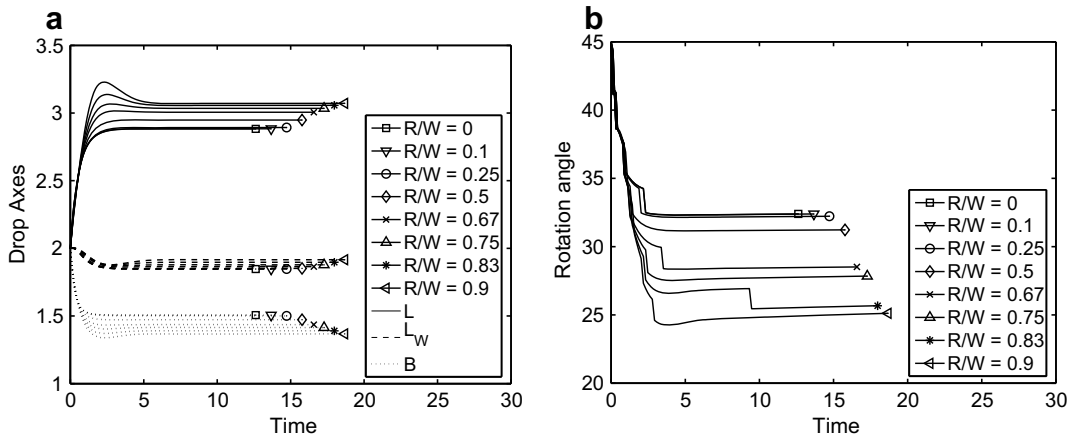 a
3.5
3
2.5
2
1.5
1
Drop Axes
0
5
10
15
20
25
30
Time
R/W = 0
R/W = 0.1
R/W = 0.25
R/W = 0.5
R/W = 0.67
R/W = 0.75
R/W = 0.83
R/W = 0.9
L
L_W
B
b
45
40
35
30
25
20
Rotation angle
0
5
10
15
20
25
30
Time
R/W = 0
R/W = 0.1
R/W = 0.25
R/W = 0.5
R/W = 0.67
R/W = 0.75
R/W = 0.83
R/W = 0.9